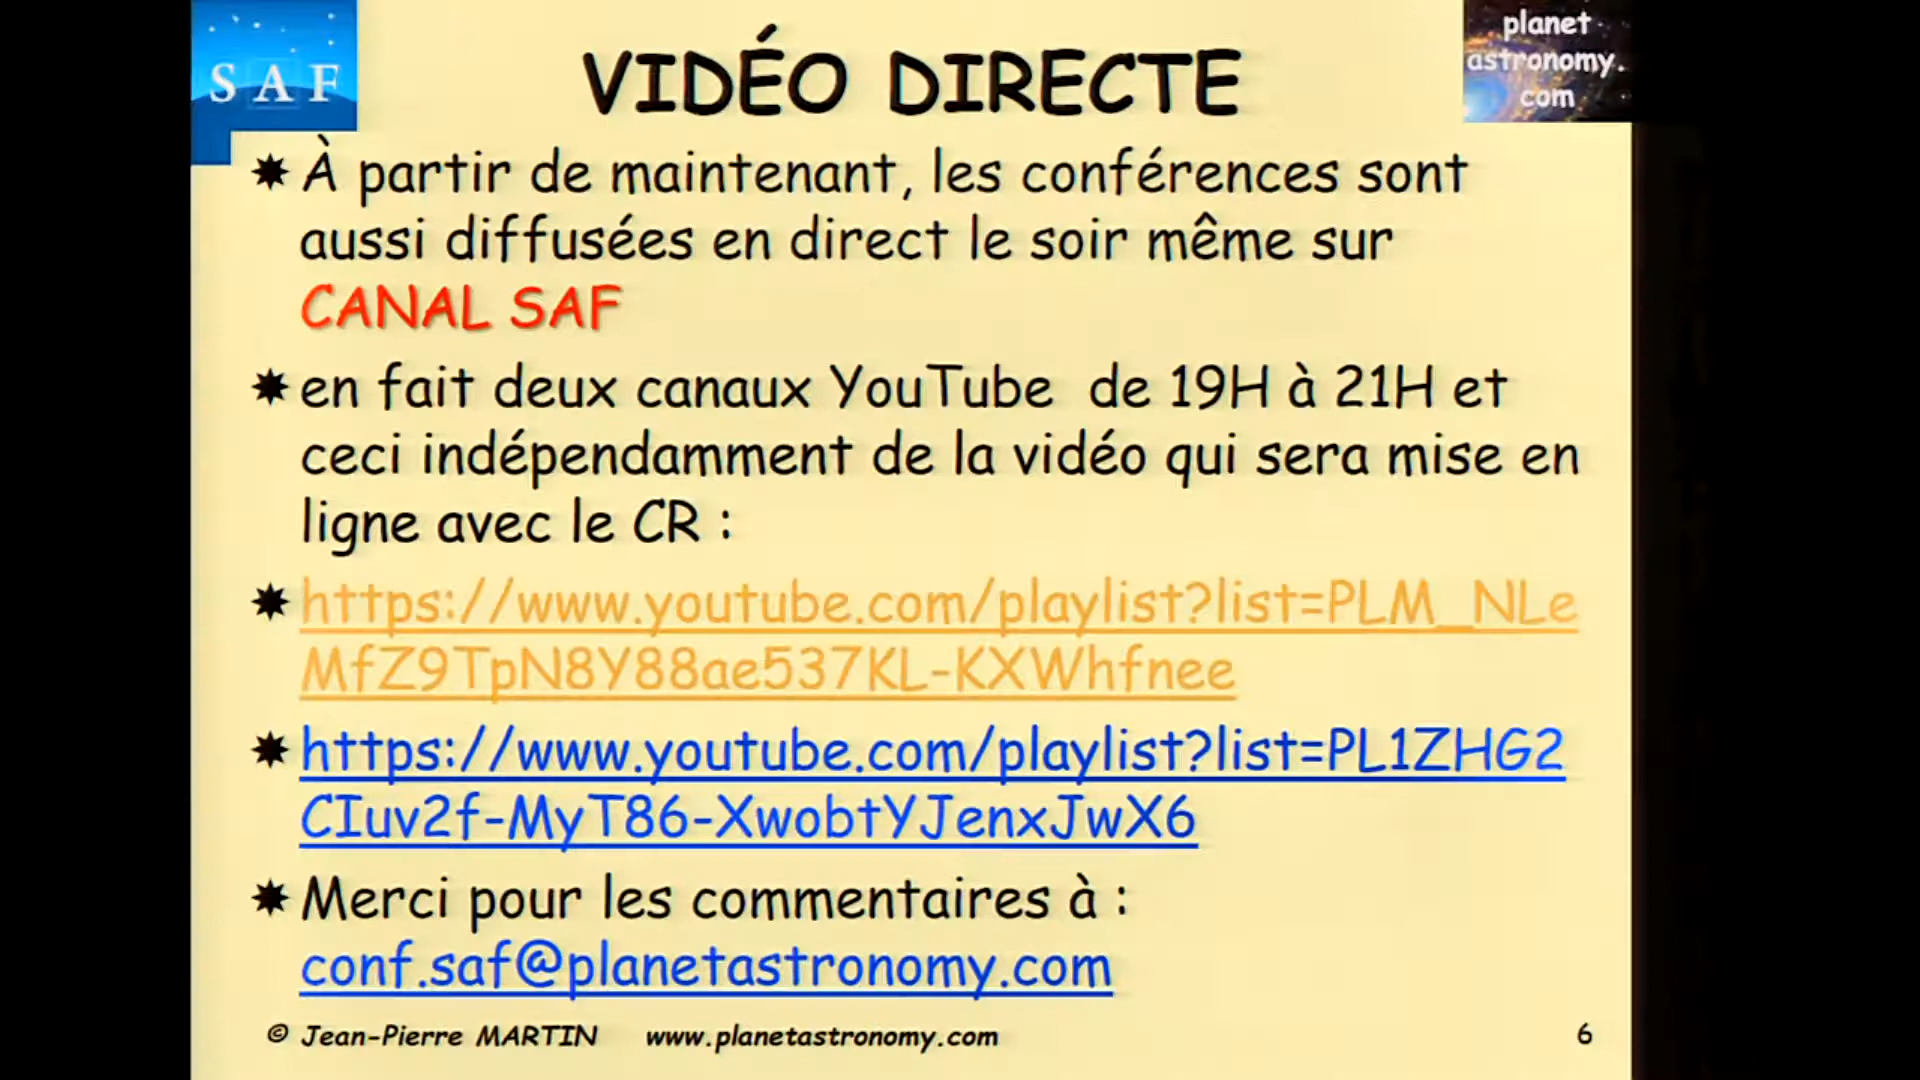 SAF
VIDÉO DIRECTE
planet
astronomy.
com
À partir de maintenant, les conférences sont
aussi diffusées en direct le soir même sur
CANAL SAF
en fait deux canaux YouTube de 19H à 21H et
ceci indépendamment de la vidéo qui sera mise en
ligne avec le CR :
https://www.youtube.com/playlist?list=PLM_NLe
MfZ9TpN8Y88ae537KL-KXWhfnee
https://www.youtube.com/playlist?list=PL1ZHG2
CIuv2f-MyT86-XwobtYJenxJwX6
Merci pour les commentaires à :
conf.saf@planetastronomy.com
© Jean-Pierre MARTIN www.planetastronomy.com
6